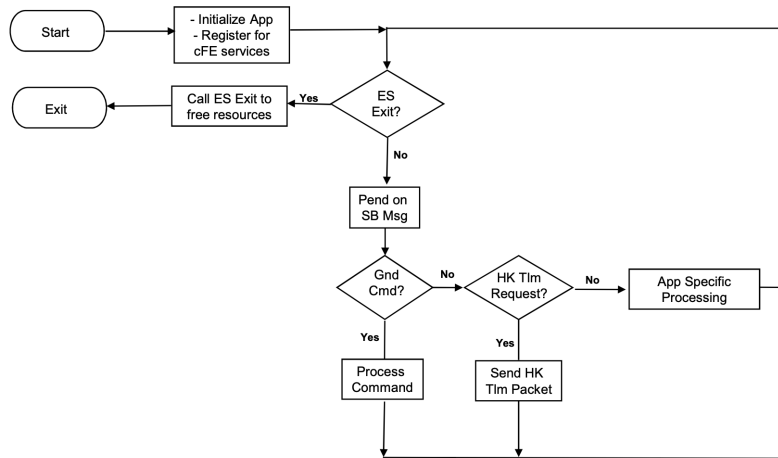 Start
- Initialize App
- Register for
cFE services
Exit
Call ES Exit to
free resources
Yes
ES
Exit?
No
Pend on
SB Msg
Gnd
Cmd?
No
HK Tlm
Request?
No
App Specific
Processing
Yes
Yes
Process
Command
Send HK
Tlm Packet